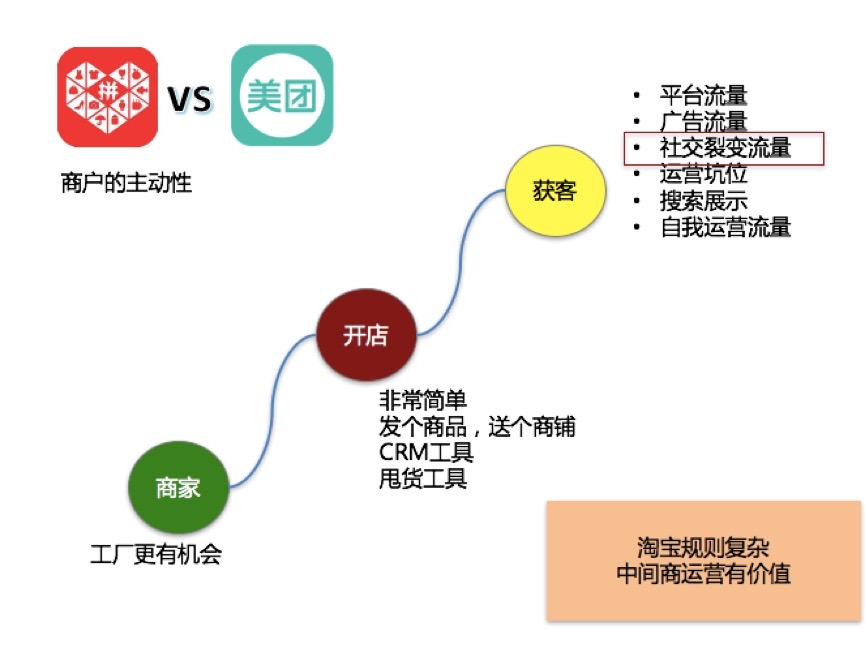 拼
VS
美团
商户的主动性
获客
• 平台流量
• 广告流量
• 社交裂变流量
• 运营坑位
• 搜索展示
• 自我运营流量
开店
非常简单
发个商品，送个商铺
CRM工具
甩货工具
商家
工厂更有机会
淘宝规则复杂
中间商运营有价值